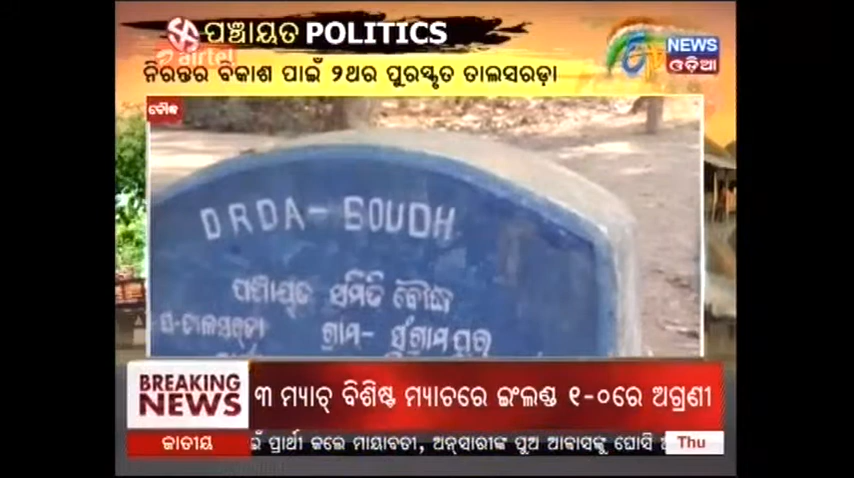 ପଞ୍ଚାୟତ POLITICS
airtel
NEWS
ଓଡ଼ିଆ
ନିରନ୍ତର ବିକାଶ ପାଇଁ ୨ଥର ପୁରସ୍କୃତ ତାଲସରଡ଼ା
ବୌଦ୍ଧ
DRDA-BOUDH
ପଞ୍ଚାୟତ ସମିତି ବୌଦ୍ଧ
ଗ୍ରାମ- ସଂଗ୍ରାମପୁର
BREAKING NEWS
୩ ମ୍ୟାଚ୍ ବିଶିଷ୍ଟ ମ୍ୟାଚରେ ଇଂଲଣ୍ଡ ୧-୦ରେ ଅଗ୍ରଣୀ
ଜାତୀୟ
ପ୍ରାର୍ଥୀ କଲେ ମାୟାବତୀ, ଅନ୍‌ସାରୀଙ୍କ ପୁଅ ଆବାସଙ୍କୁ ଘୋସି
Thu